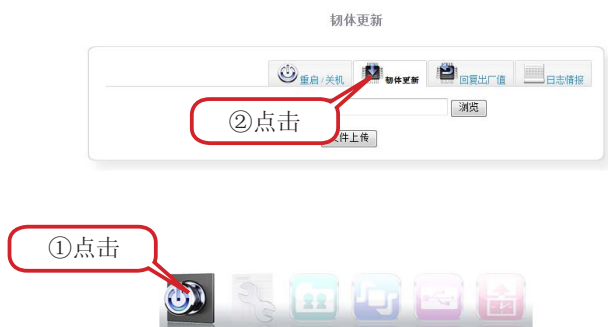 韧体更新
重启/关机 韧体更新 回复出厂值 日志情报
浏览
②点击
文件上传
①点击